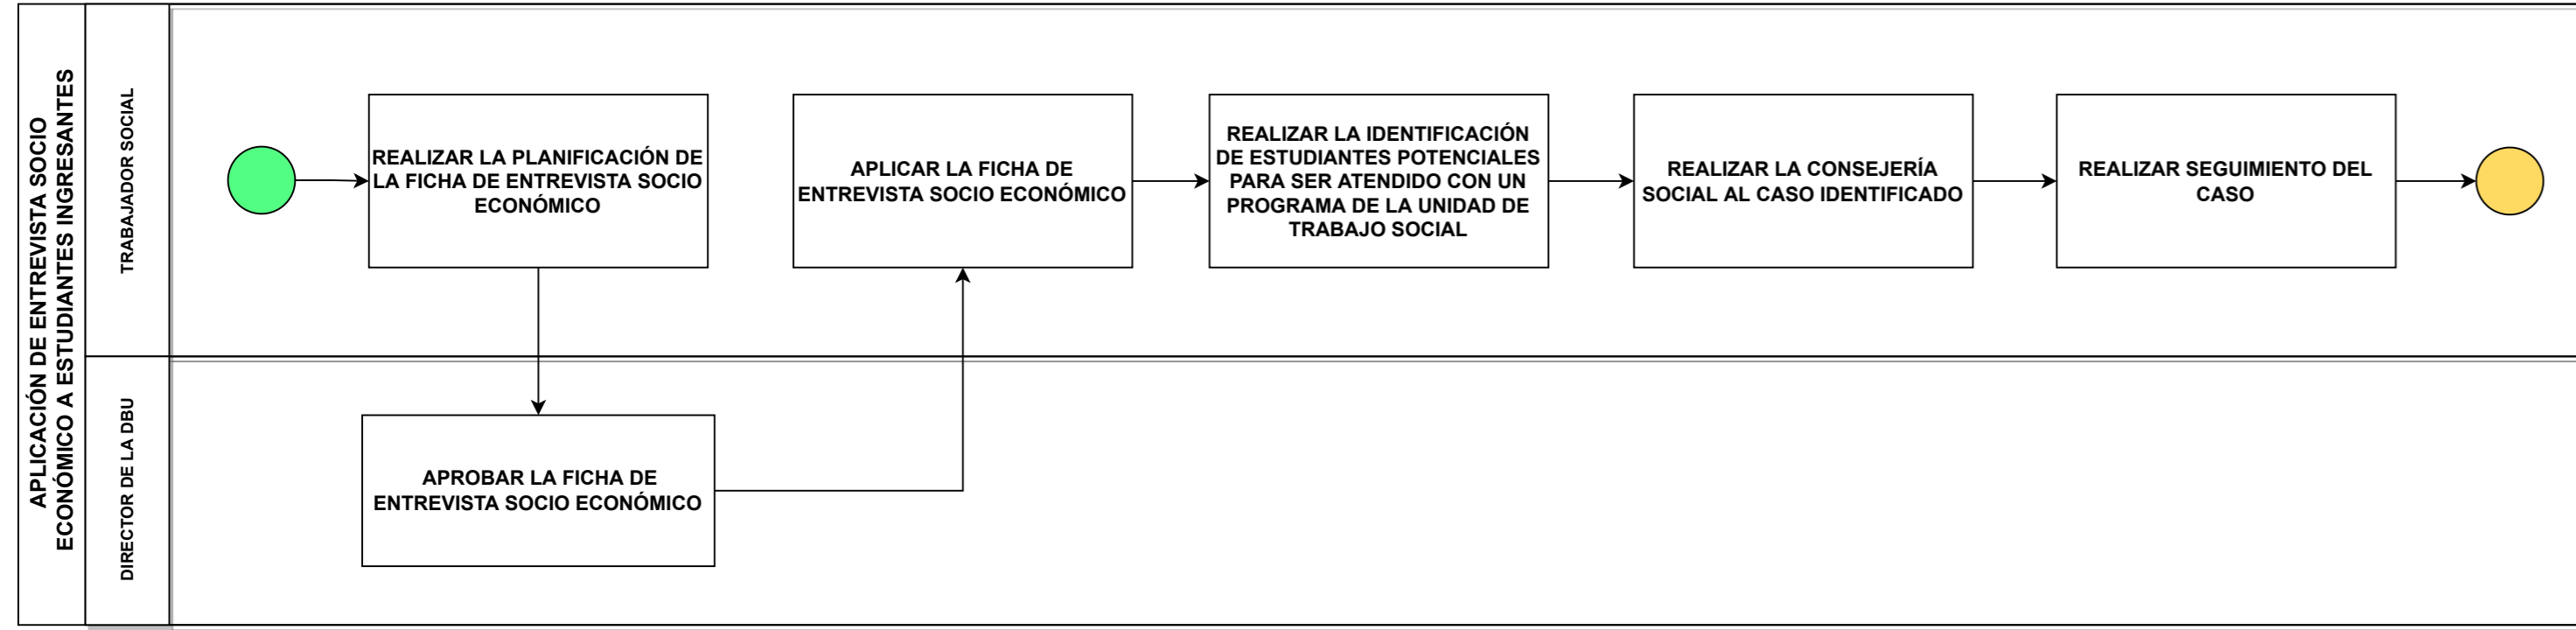 APLICACIÓN DE ENTREVISTA SOCIO
ECONÓMICO A ESTUDIANTES INGRESANTES
TRABAJADOR SOCIAL
REALIZAR LA PLANIFICACIÓN DE
LA FICHA DE ENTREVISTA SOCIO
ECONÓMICO
APLICAR LA FICHA DE
ENTREVISTA SOCIO ECONÓMICO
REALIZAR LA IDENTIFICACIÓN
DE ESTUDIANTES POTENCIALES
PARA SER ATENDIDO CON UN
PROGRAMA DE LA UNIDAD DE
TRABAJO SOCIAL
REALIZAR LA CONSEJERÍA
SOCIAL AL CASO IDENTIFICADO
REALIZAR SEGUIMIENTO DEL
CASO
DIRECTOR DE LA DBU
APROBAR LA FICHA DE
ENTREVISTA SOCIO ECONÓMICO